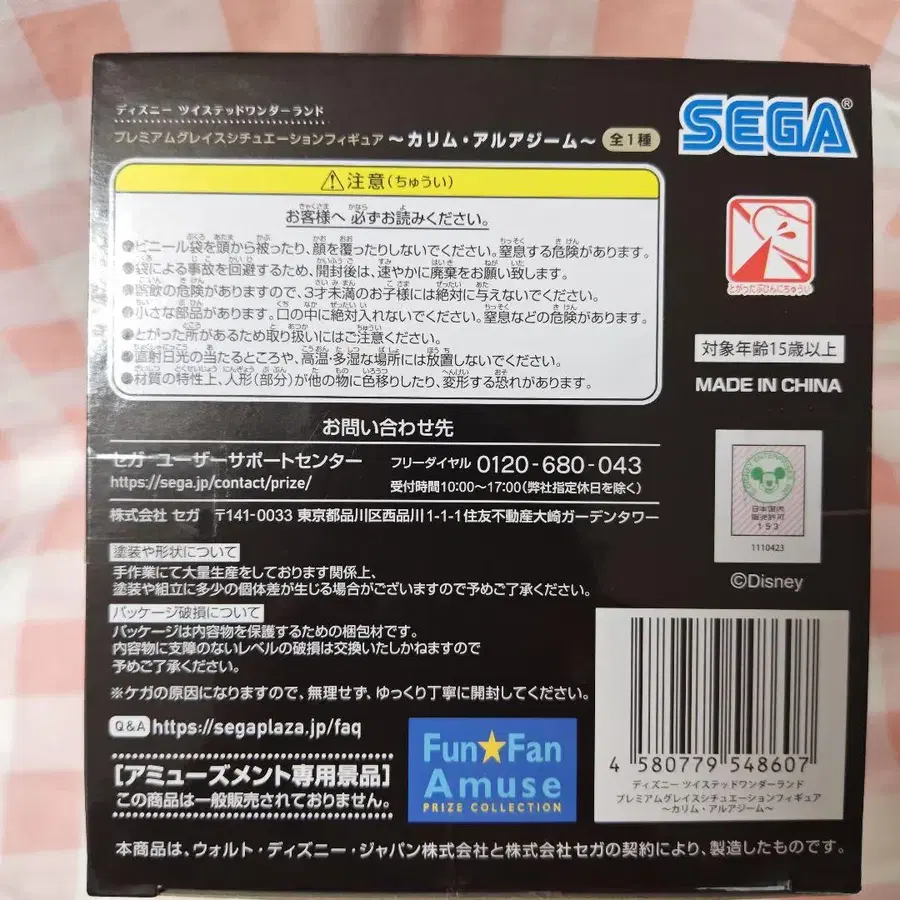 ディズニー ツイステッドワンダーランド
プレミアムグレイスシチュエーションフィギュア ～カリム・アルアジーム～ 全1種
SEGA®
⚠注意(ちゅうい)
お客様へ 必ずお読みください。
●ビニール袋を頭から被ったり、顔を覆ったりしないでください。窒息する危険があります。
●袋による事故を回避するため、開封後は、速やかに廃棄をお願い致します。
●誤飲の危険がありますので、3才未満のお子様には絶対に与えないでください。
●小さな部品があります。口の中に絶対入れないでください。窒息などの危険があります。
●とがった所があるため取り扱いにはご注意ください。
●直射日光の当たるところや、高温・多湿な場所には放置しないでください。
●材質の特性上、人形(部分)が他の物に色移りしたり、変形する恐れがあります。
とがったぶひんにちゅうい
対象年齢15歳以上
MADE IN CHINA
お問い合わせ先
セガ ユーザーサポートセンター
https://sega.jp/contact/prize/
フリーダイヤル 0120-680-043
受付時間10:00～17:00(弊社指定休日を除く)
株式会社 セガ 〒141-0033 東京都品川区西品川1-1-1住友不動産大崎ガーデンタワー
日本国内
販売許可
193
1110423
©Disney
塗装や形状について
手作業にて大量生産をしております関係上、
塗装や組立に多少の個体差が生じる場合がございますので予めご了承ください。
パッケージ破損について
パッケージは内容物を保護するための梱包材です。
内容物に支障のないレベルの破損は交換いたしかねますので
予めご了承ください。
※ケガの原因になりますので、無理せず、ゆっくり丁寧に開封してください。
Q&A https://segaplaza.jp/faq
[アミューズメント専用景品]
この商品は一般販売されておりません。
Fun★Fan
Amuse
PRIZE COLLECTION
4 580779 548607
ディズニー ツイステッドワンダーランド
プレミアムグレイスシチュエーションフィギュア
～カリム・アルアジーム～
本商品は、ウォルト・ディズニー・ジャパン株式会社と株式会社セガの契約により、製造したものです。